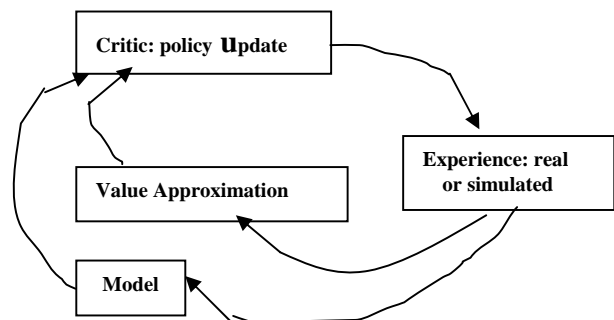 Critic: policy update
Experience: real
or simulated
Value Approximation
Model